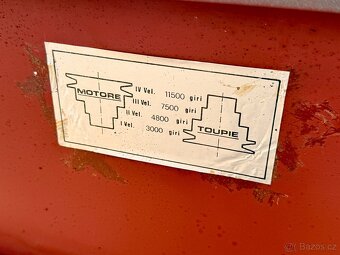 MOTORE
IV Vel. 11500 giri
III Vel. 7500 giri
II Vel. 4800 giri
I Vel. 3000 giri
TOUPIE
Bazos.cz